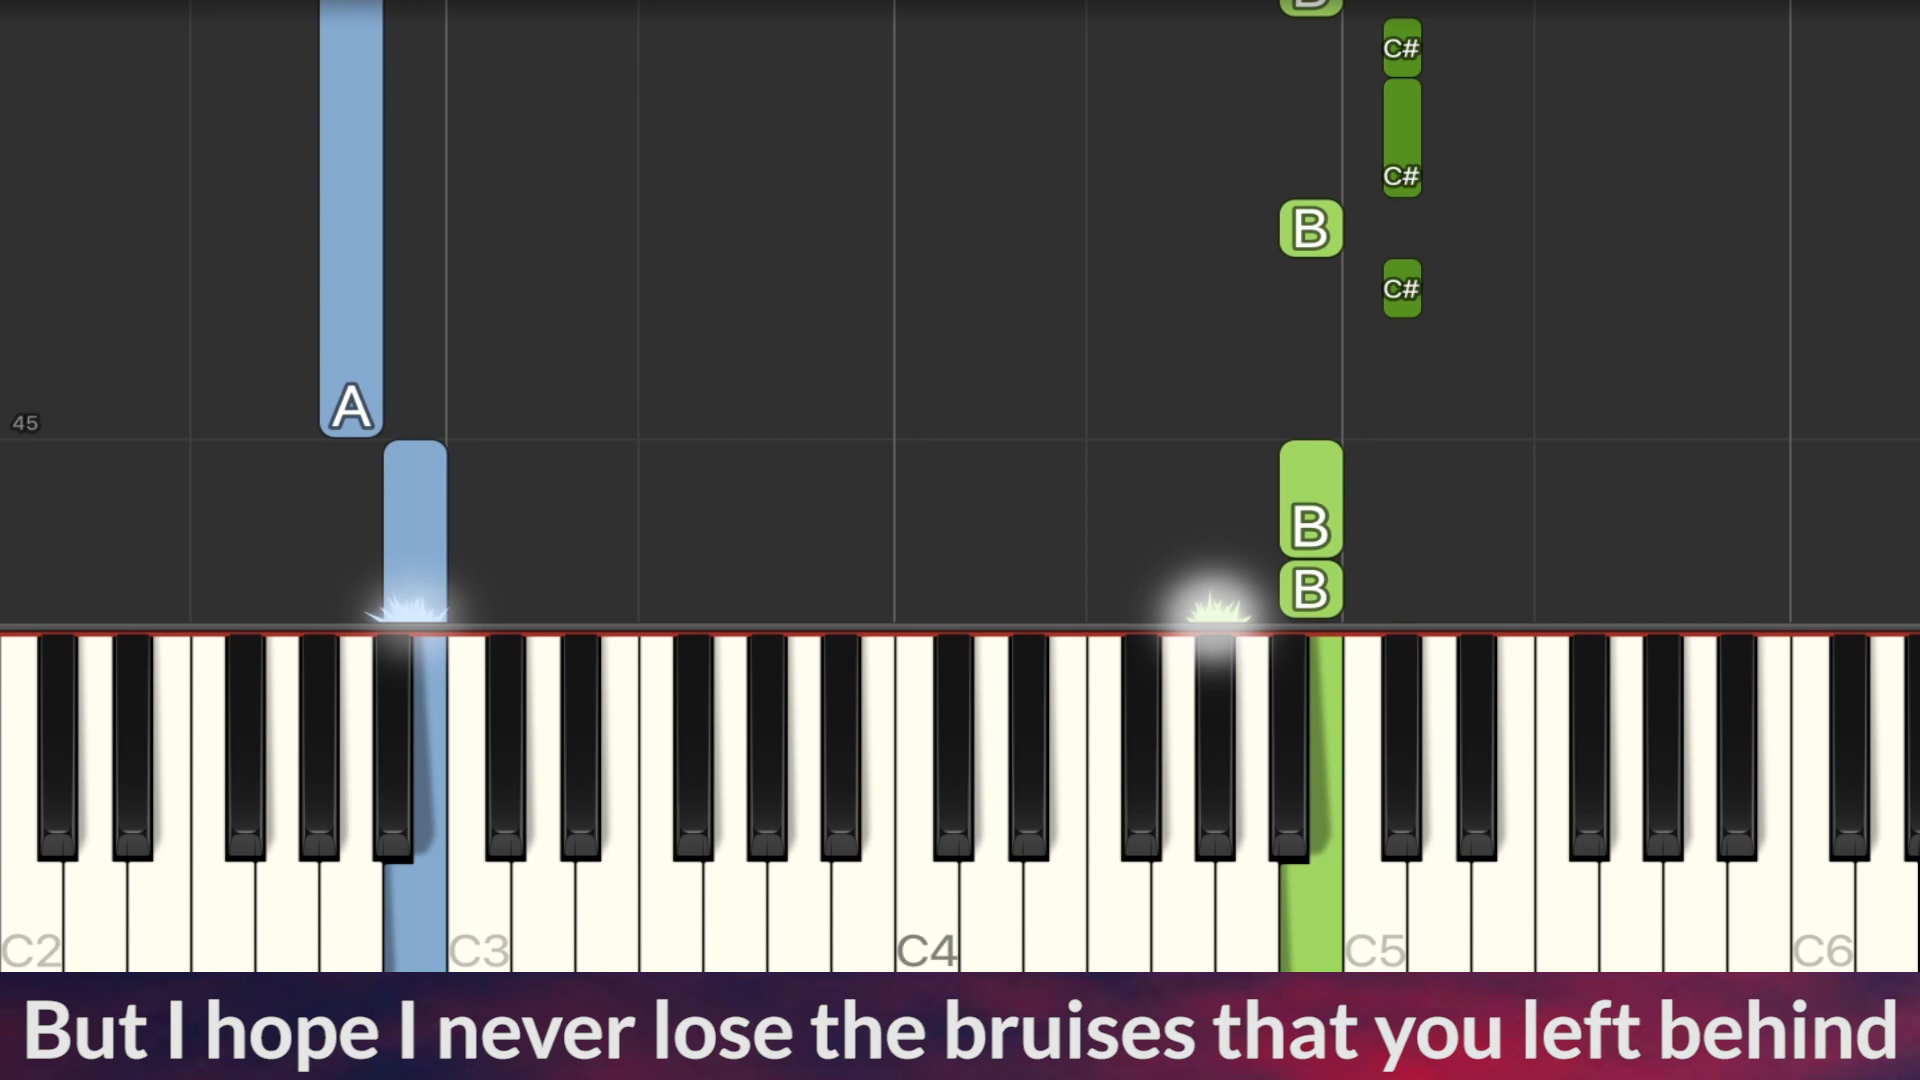 B
C#
C#
B
C#
A
45
B
B
C2 C3 C4 C5 C6
But I hope I never lose the bruises that you left behind